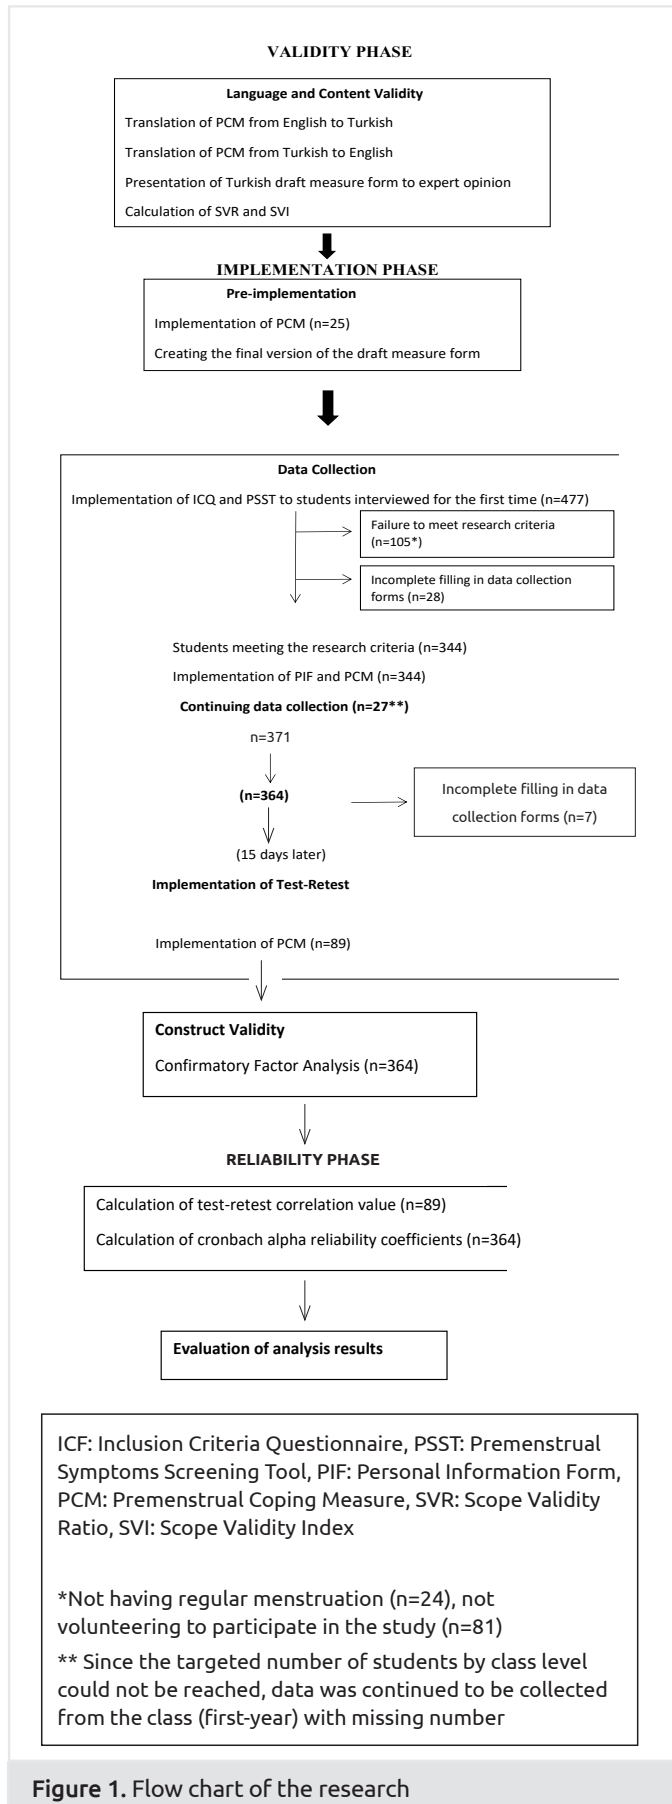 VALIDITY PHASE
Language and Content Validity
Translation of PCM from English to Turkish
Translation of PCM from Turkish to English
Presentation of Turkish draft measure form to expert opinion
Calculation of SVR and SVI
IMPLEMENTATION PHASE
Pre-implementation
Implementation of PCM (n=25)
Creating the final version of the draft measure form
Data Collection
Implementation of ICQ and PSST to students interviewed for the first time (n=477)
Failure to meet research criteria
(n=105*)
Incomplete filling in data collection
forms (n=28)
Students meeting the research criteria (n=344)
Implementation of PIF and PCM (n=344)
Continuing data collection (n=27**)
n=371
(n=364)
Incomplete filling in data
collection forms (n=7)
(15 days later)
Implementation of Test-Retest
Implementation of PCM (n=89)
Construct Validity
Confirmatory Factor Analysis (n=364)
RELIABILITY PHASE
Calculation of test-retest correlation value (n=89)
Calculation of cronbach alpha reliability coefficients (n=364)
Evaluation of analysis results
ICF: Inclusion Criteria Questionnaire, PSST: Premenstrual
Symptoms Screening Tool, PIF: Personal Information Form,
PCM: Premenstrual Coping Measure, SVR: Scope Validity
Ratio, SVI: Scope Validity Index
*Not having regular menstruation (n=24), not
volunteering to participate in the study (n=81)
** Since the targeted number of students by class level
could not be reached, data was continued to be collected
from the class (first-year) with missing number
Figure 1. Flow chart of the research